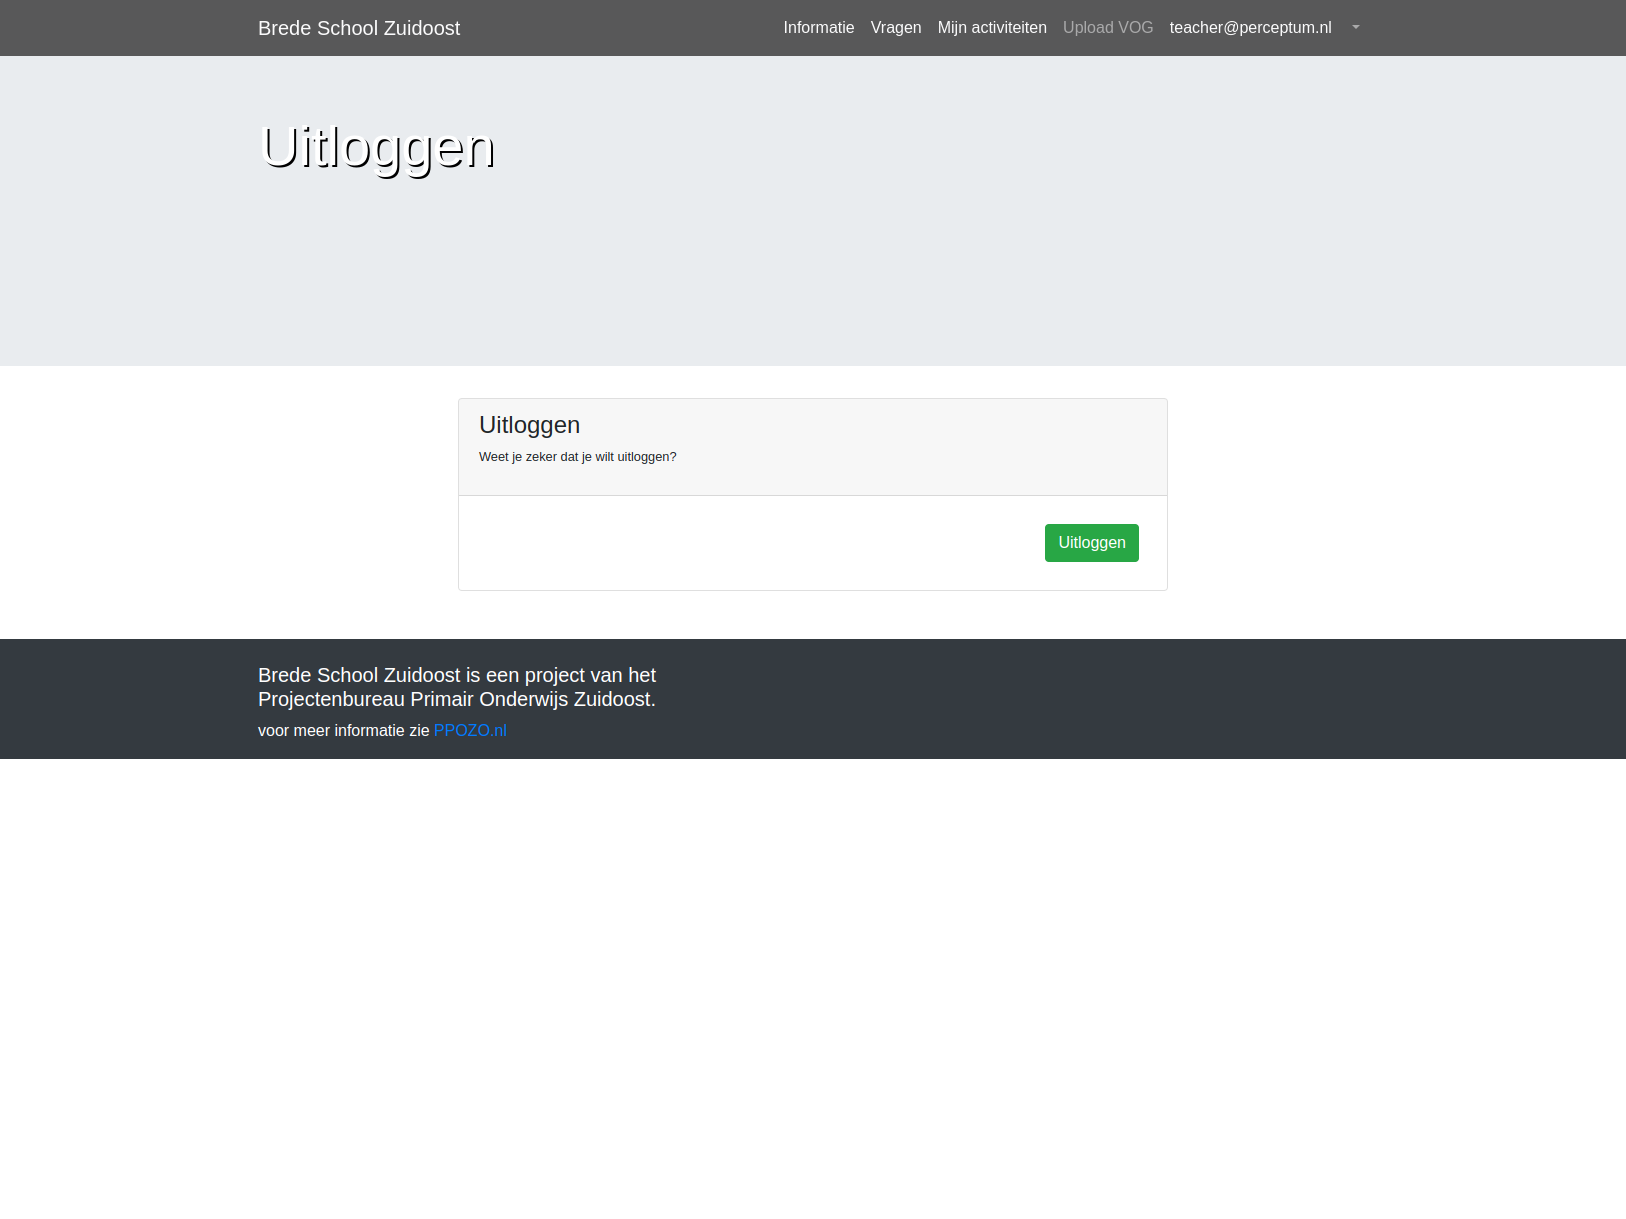 Brede School Zuidoost
Informatie Vragen Mijn activiteiten Upload VOG teacher@perceptum.nl
Uitloggen
Uitloggen
Weet je zeker dat je wilt uitloggen?
Uitloggen
Brede School Zuidoost is een project van het
Projectenbureau Primair Onderwijs Zuidoost.
voor meer informatie zie PPOZO.nl